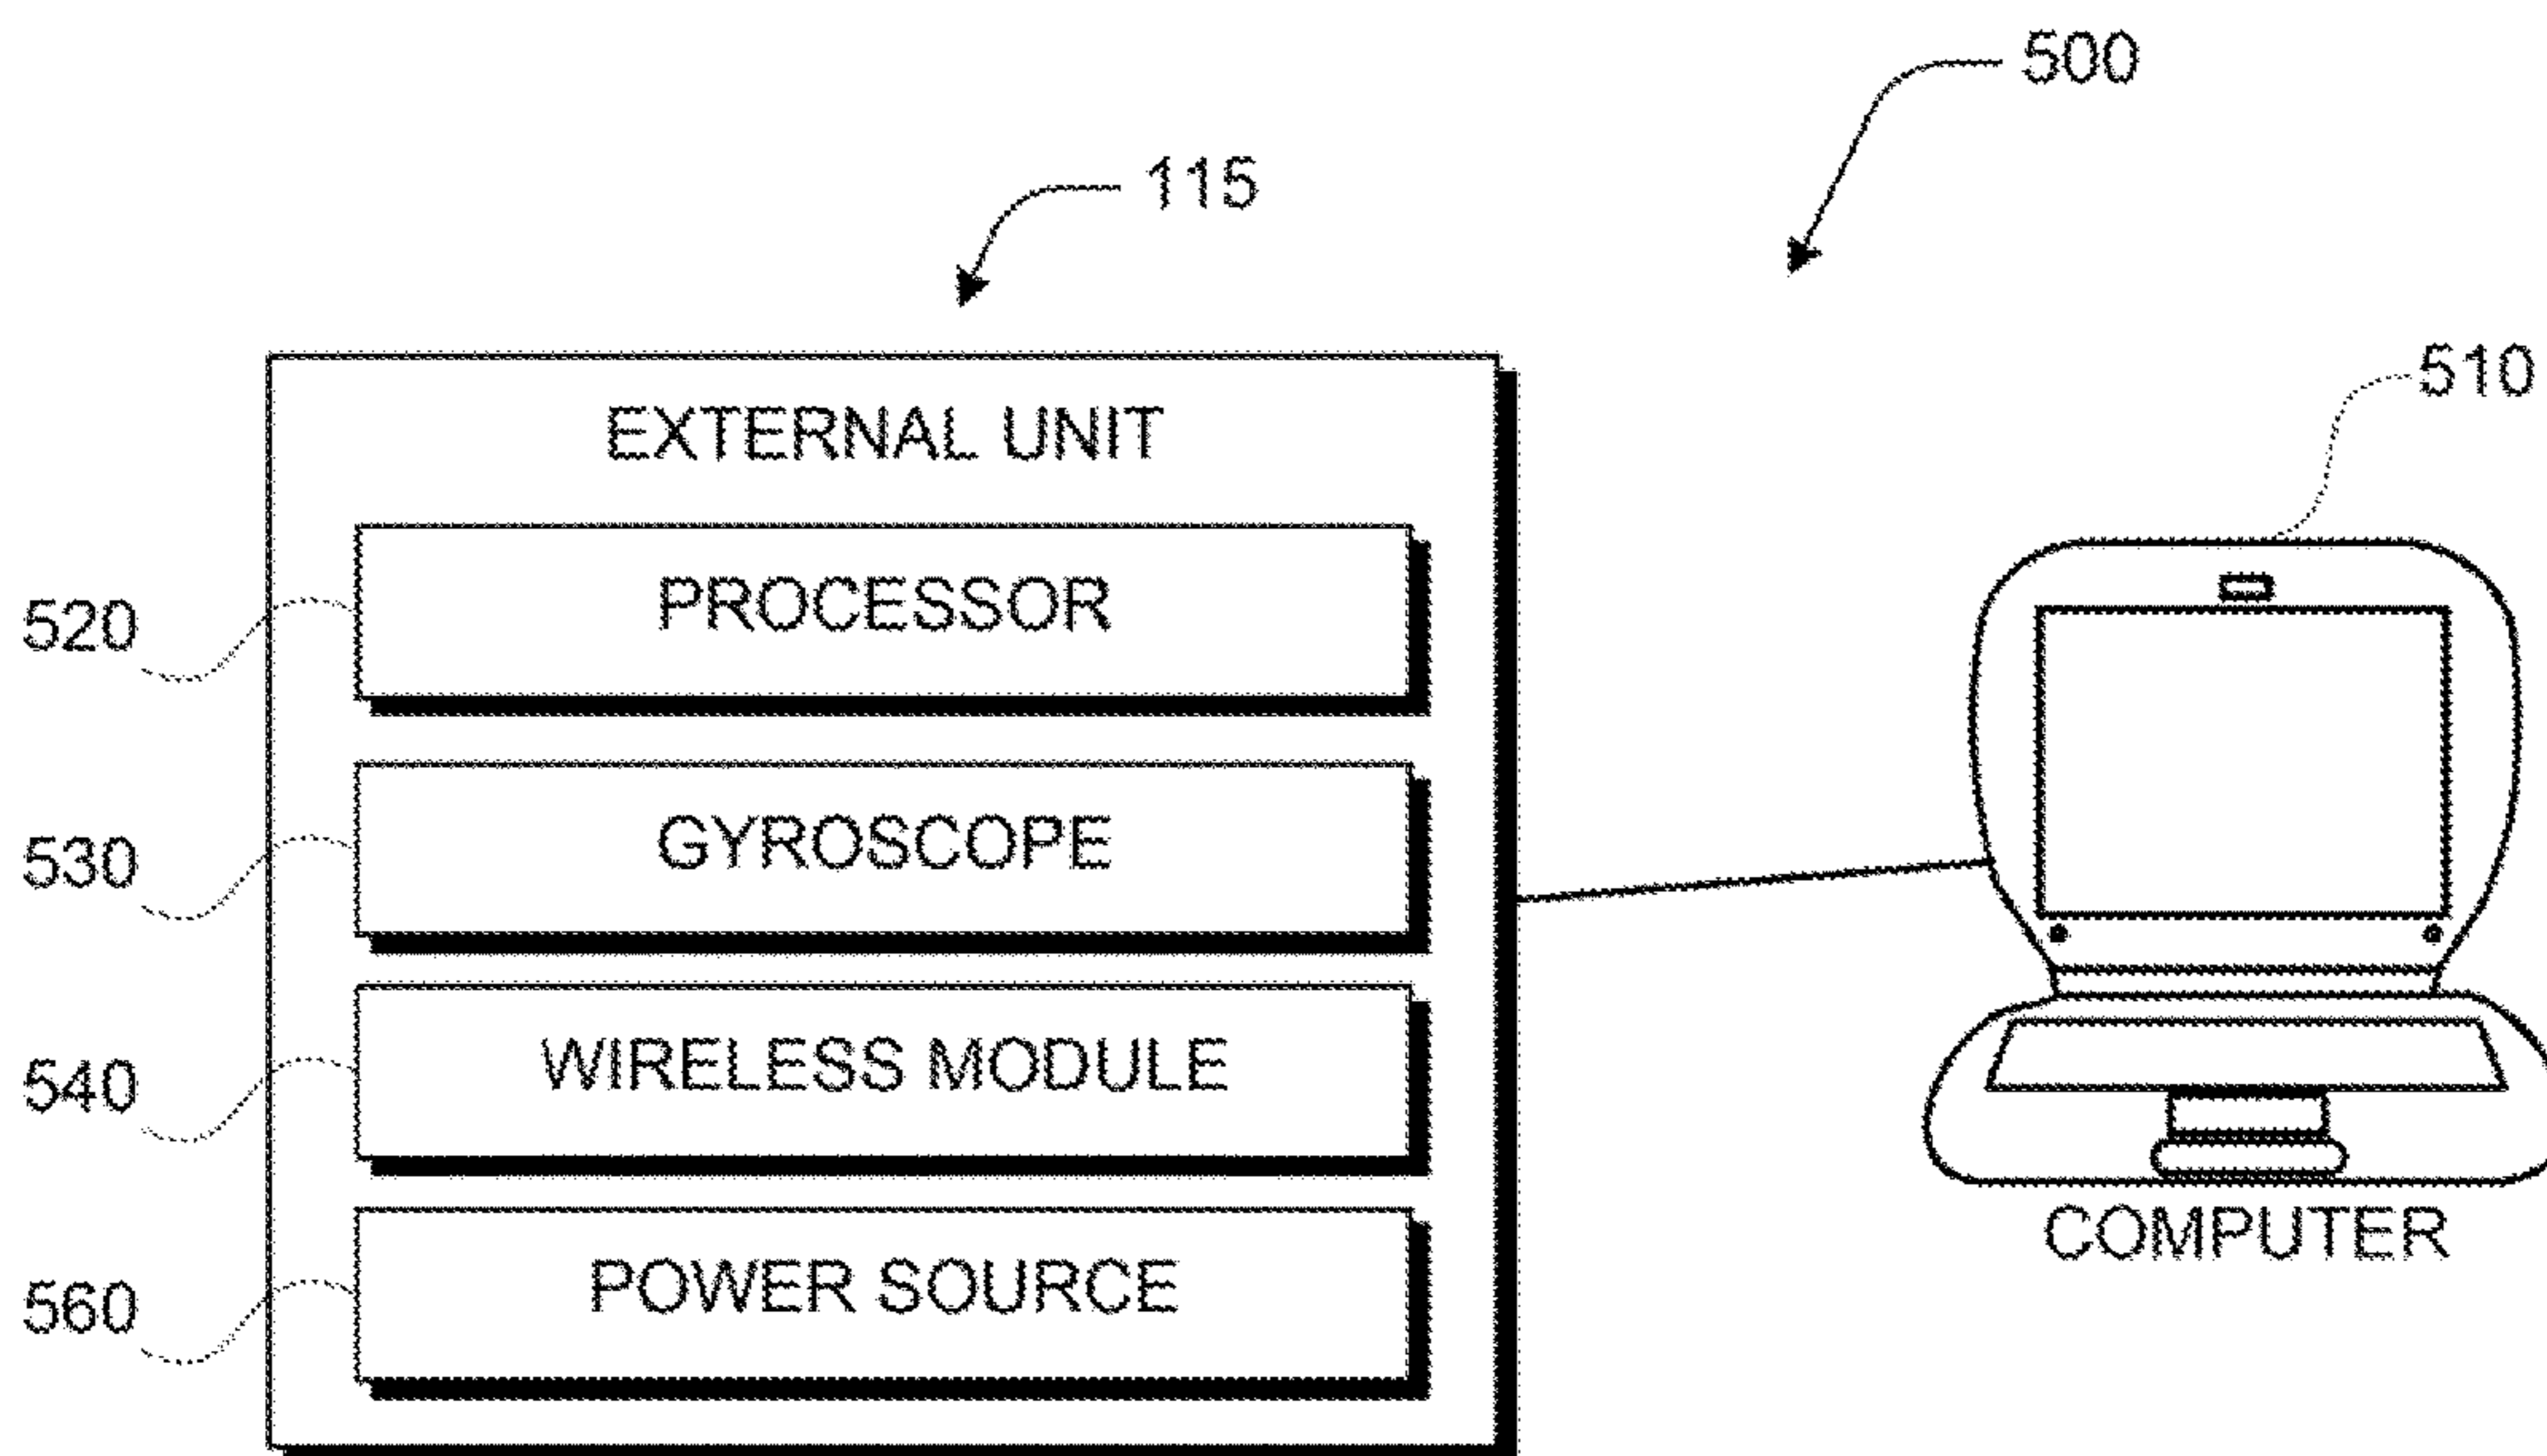 500
115
510
EXTERNAL UNIT
520
PROCESSOR
530
GYROSCOPE
540
WIRELESS MODULE
560
POWER SOURCE
COMPUTER